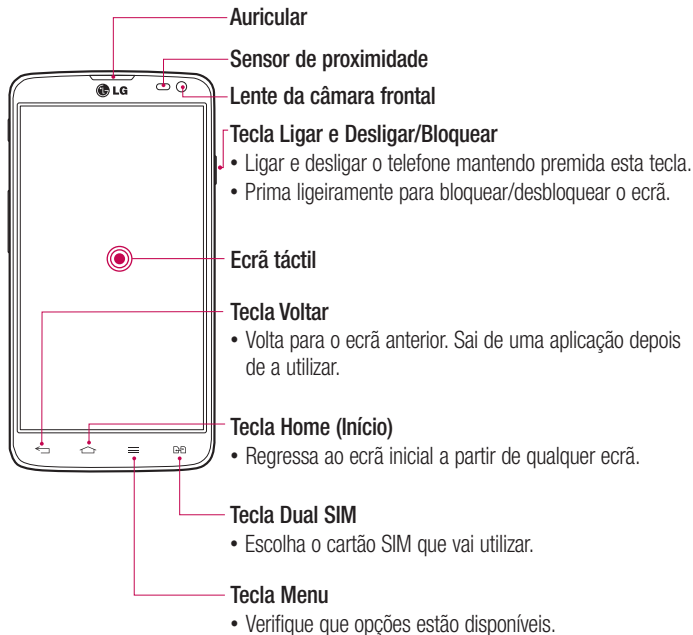 Auricular
Sensor de proximidade
LG
Lente da câmara frontal
Tecla Ligar e Desligar/Bloquear
• Ligar e desligar o telefone mantendo premida esta tecla.
• Prima ligeiramente para bloquear/desbloquear o ecrã.
Ecrã táctil
Tecla Voltar
• Volta para o ecrã anterior. Sai de uma aplicação depois
de a utilizar.
Tecla Home (Início)
• Regressa ao ecrã inicial a partir de qualquer ecrã.
Tecla Dual SIM
• Escolha o cartão SIM que vai utilizar.
Tecla Menu
• Verifique que opções estão disponíveis.